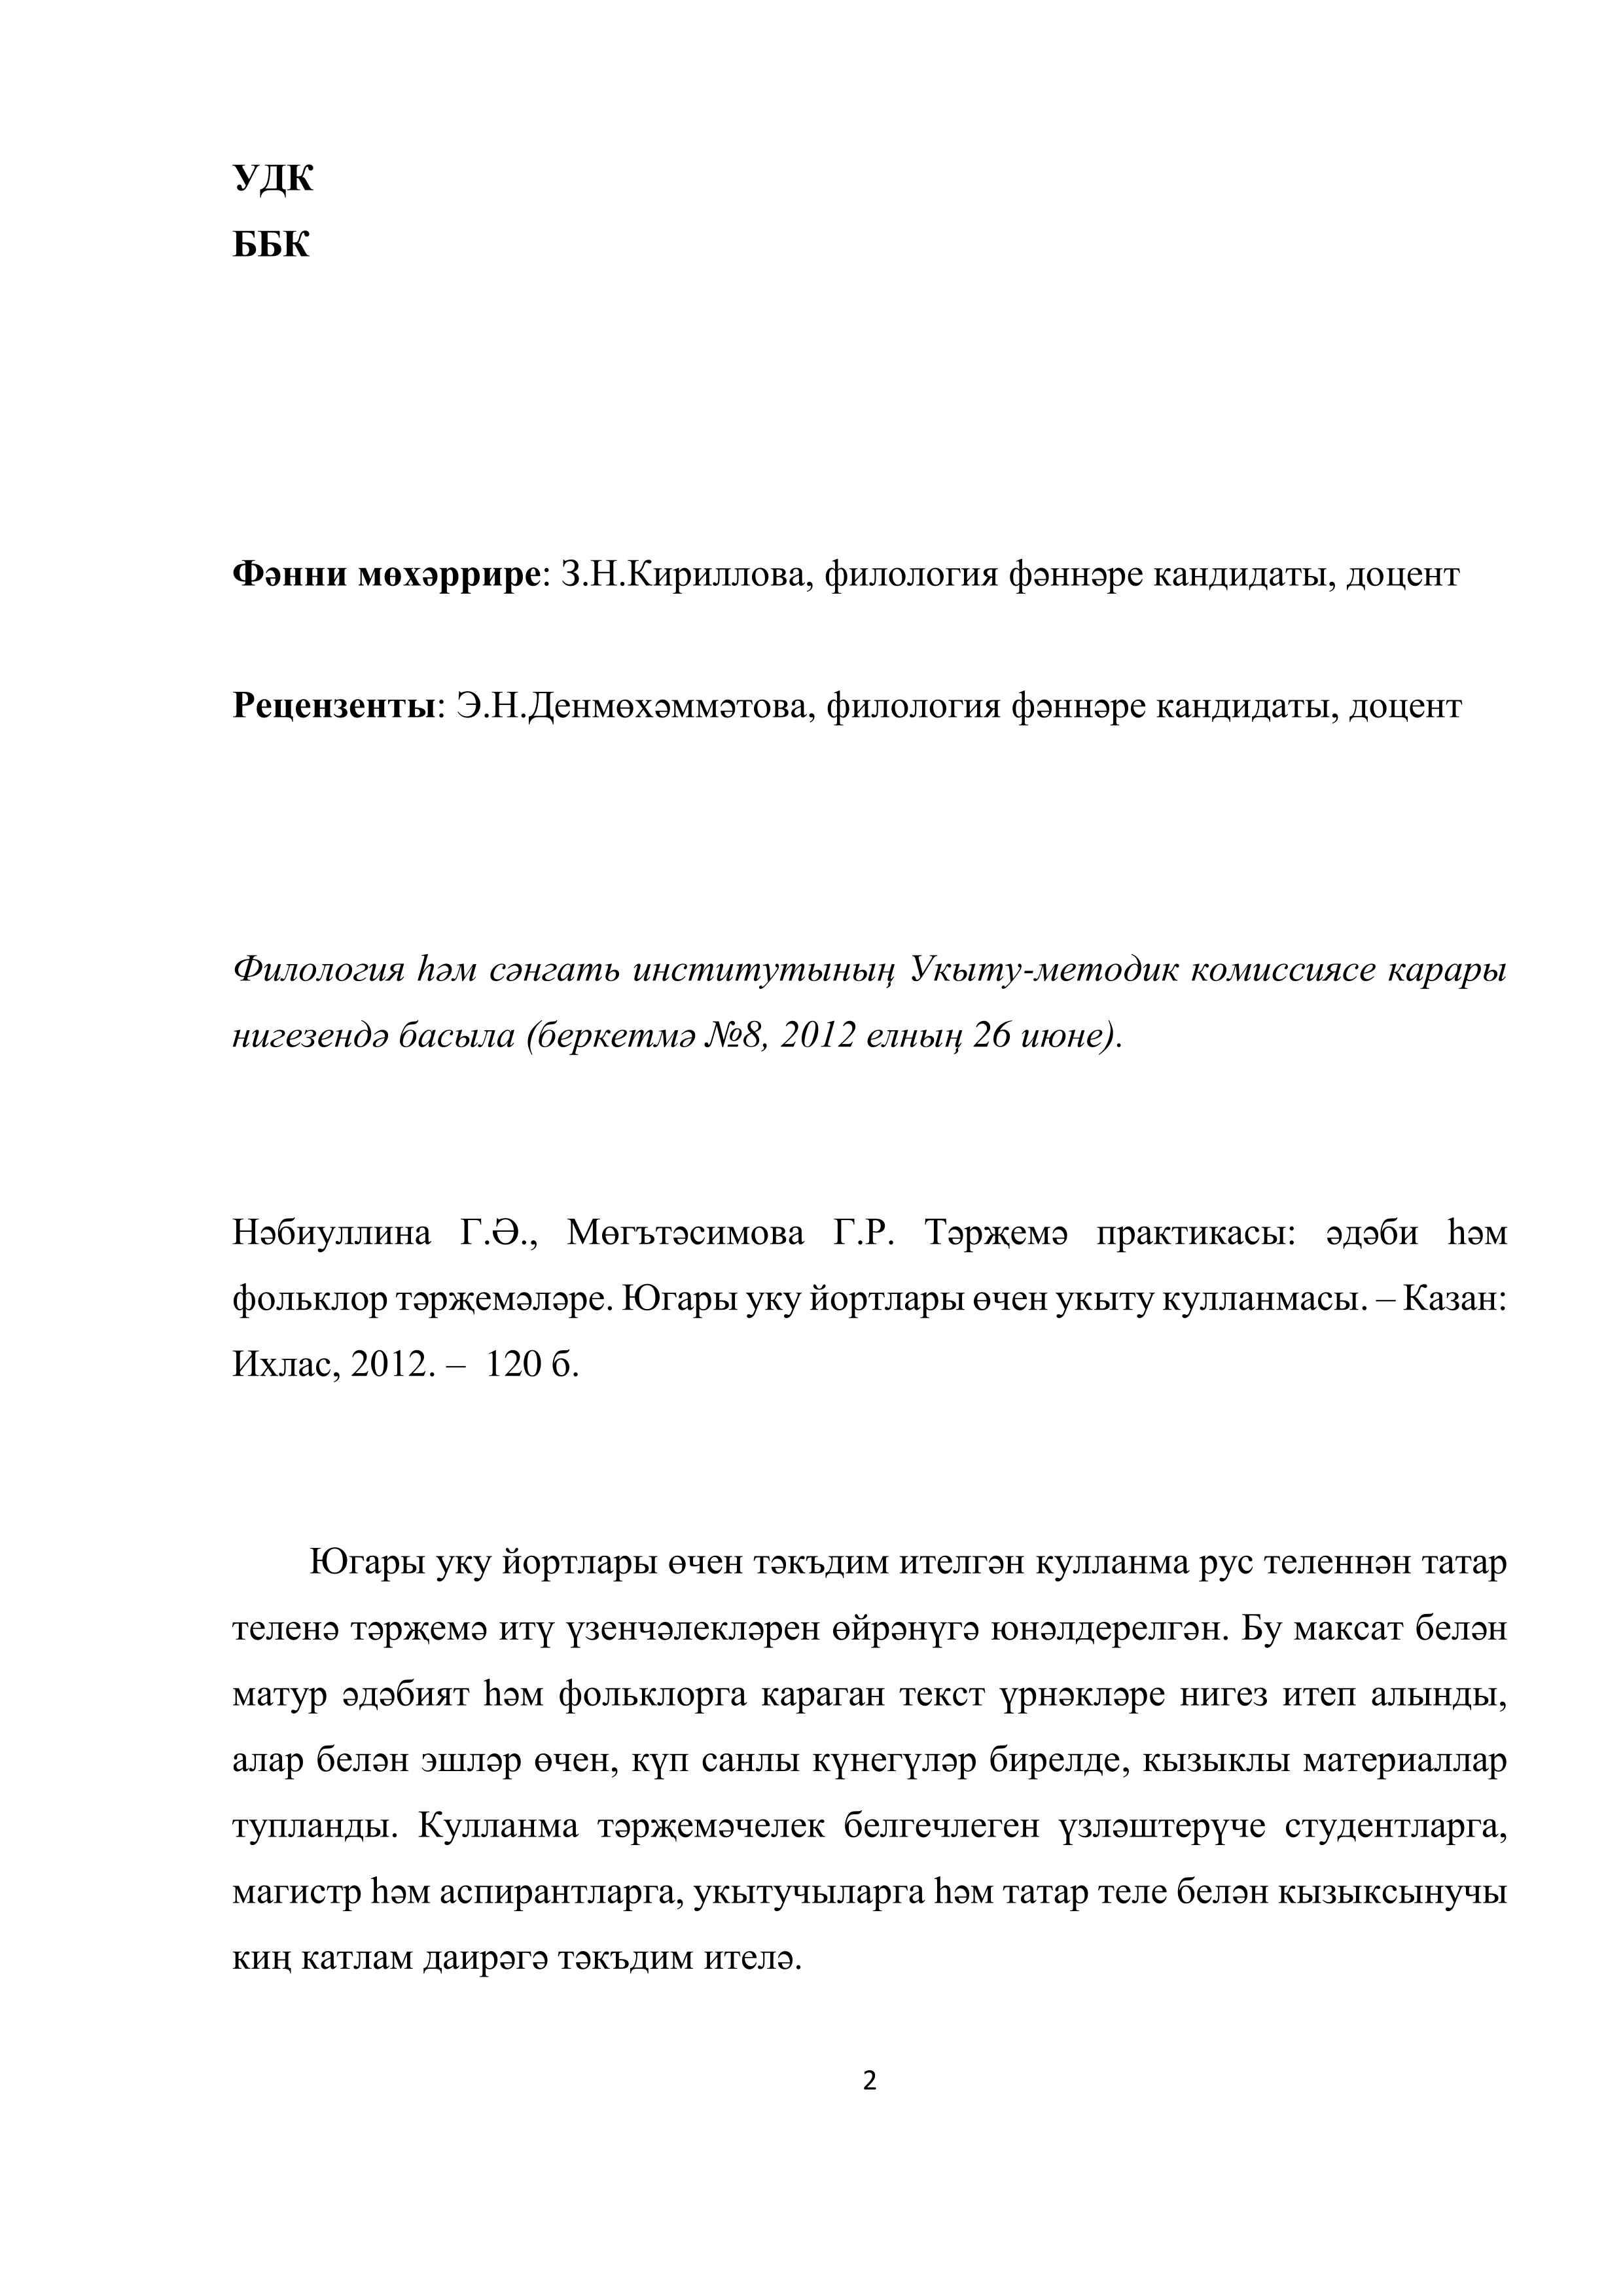 УДК
ББК
Фәнни мөхәррире: З.Н.Кириллова, филология фәннәре кандидаты, доцент
Рецензенты: Э.Н.Денмөхәммәтова, филология фәннәре кандидаты, доцент
Филология һәм сәнгать институтының Укыту-методик комиссиясе карары
нигезендә басыла (беркетмә №8, 2012 елның 26 июне).
Нәбиуллина Г.Ә., Мөгътәсимова Г.Р. Тәрҗемә практикасы: әдәби һәм
фольклор тәрҗемәләре. Югары уку йортлары өчен укыту кулланмасы. – Казан:
Ихлас, 2012. – 120 б.
Югары уку йортлары өчен тәкъдим ителгән кулланма рус теленнән татар
теленә тәрҗемә итү үзенчәлекләрен өйрәнүгә юнәлдерелгән. Бу максат белән
матур әдәбият һәм фольклорга караган текст үрнәкләре нигез итеп алынды,
алар белән эшләр өчен, күп санлы күнегүләр бирелде, кызыклы материаллар
тупланды. Кулланма тәрҗемәчелек белгечлеген үзләштерүче студентларга,
магистр һәм аспирантларга, укытучыларга һәм татар теле белән кызыксынучы
киң катлам даирәгә тәкъдим ителә.
2